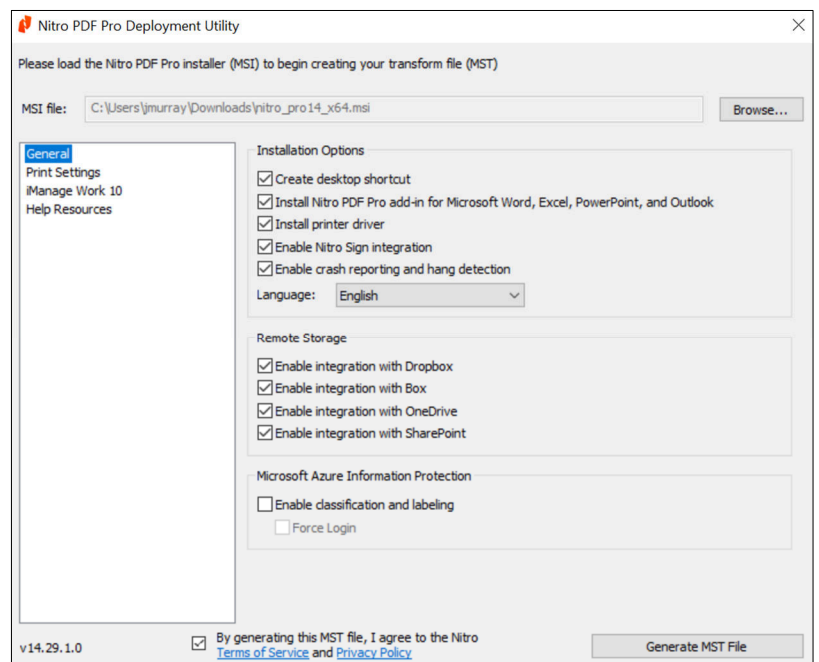 Nitro PDF Pro Deployment Utility
Please load the Nitro PDF Pro installer (MSI) to begin creating your transform file (MST)
MSI file: C:\Users\jmurray\Downloads\nitro_pro14_x64.msi Browse...
General
Print Settings
iManage Work 10
Help Resources
Installation Options
Create desktop shortcut
Install Nitro PDF Pro add-in for Microsoft Word, Excel, PowerPoint, and Outlook
Install printer driver
Enable Nitro Sign integration
Enable crash reporting and hang detection
Language: English
Remote Storage
Enable integration with Dropbox
Enable integration with Box
Enable integration with OneDrive
Enable integration with SharePoint
Microsoft Azure Information Protection
Enable classification and labeling
Force Login
v14.29.1.0
By generating this MST file, I agree to the Nitro
Terms of Service and Privacy Policy
Generate MST File